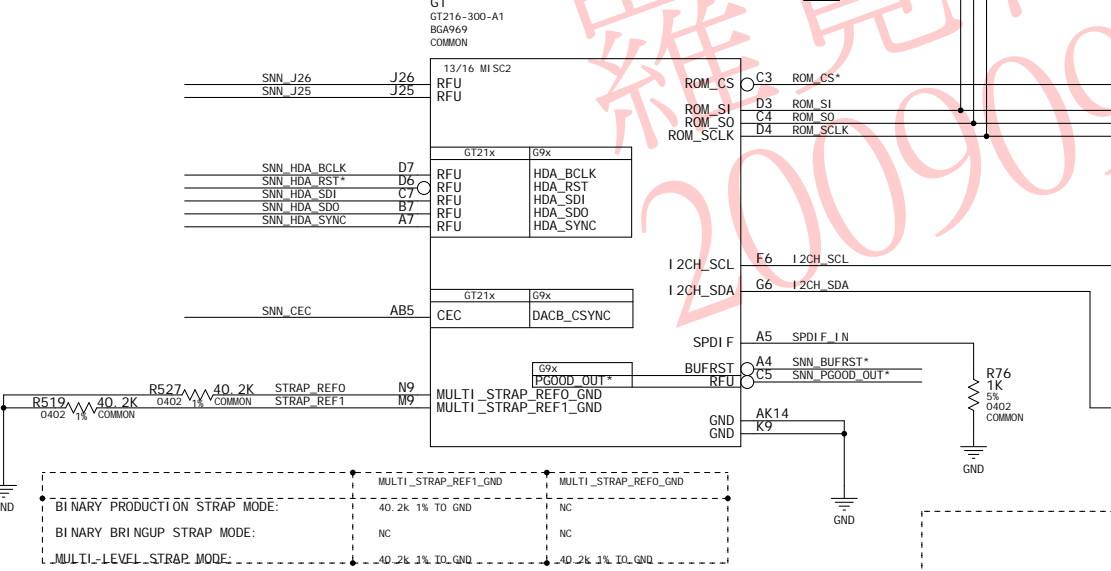 G1
GT216-300-A1
BGA969
COMMON
13/16 MISC2
SNN_J26 J26 RFU
SNN_J25 J25 RFU
ROM_CS C3 ROM_CS*
ROM_SI D3 ROM_SI
ROM_SO C4 ROM_SO
ROM_SCLK D4 ROM_SCLK
GT21x G9x
SNN_HDA_BCLK D7 RFU HDA_BCLK
SNN_HDA_RST* D6 RFU HDA_RST
SNN_HDA_SDI C7 RFU HDA_SDI
SNN_HDA_SDO B7 RFU HDA_SDO
SNN_HDA_SYNC A7 RFU HDA_SYNC
I2CH_SCL F6 I2CH_SCL
I2CH_SDA G6 I2CH_SDA
GT21x G9x
SNN_CEC AB5 CEC DACB_CSYNC
SPDIF A5 SPDIF_IN
G9x
BUFRST A4 SNN_BUFRST*
PGOOD_OUT* RFU C5 SNN_PGOOD_OUT*
R527 40.2K STRAP_REF0 N9 MULTI_STRAP_REF0_GND
0402 1% COMMON
R519 40.2K STRAP_REF1 M9 MULTI_STRAP_REF1_GND
0402 1% COMMON
R76
1K
5%
0402
COMMON
GND AK14
GND K9
GND
GND
MULTI_STRAP_REF1_GND MULTI_STRAP_REF0_GND
BINARY PRODUCTION STRAP MODE: 40.2k 1% TO GND NC
BINARY BRINGUP STRAP MODE: NC NC
MULTI-LEVEL STRAP MODE: 40.2k 1% TO GND 40.2k 1% TO GND
羅